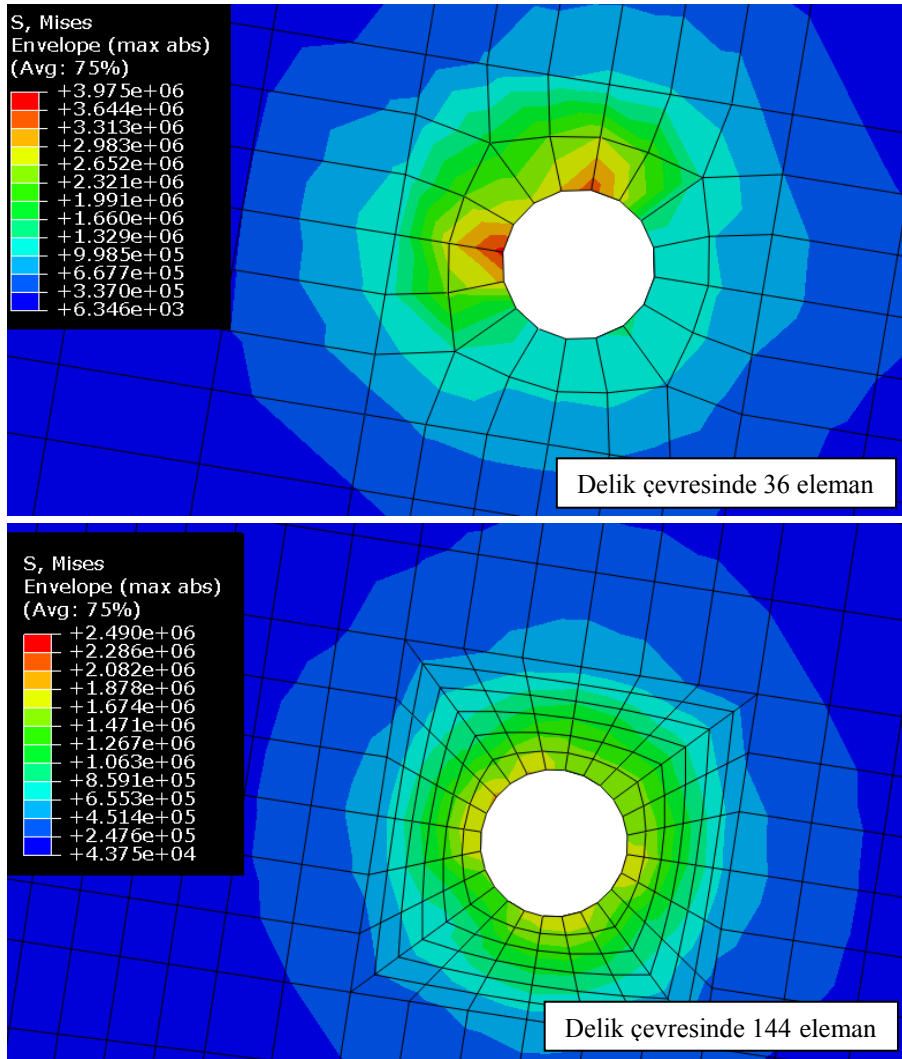 S, Mises
Envelope (max abs)
(Avg: 75%)
+3.975e+06
+3.644e+06
+3.313e+06
+2.983e+06
+2.652e+06
+2.321e+06
+1.991e+06
+1.660e+06
+1.329e+06
+9.985e+05
+6.677e+05
+3.370e+05
+6.346e+03
Delik çevresinde 36 eleman
S, Mises
Envelope (max abs)
(Avg: 75%)
+2.490e+06
+2.286e+06
+2.082e+06
+1.878e+06
+1.674e+06
+1.471e+06
+1.267e+06
+1.063e+06
+8.591e+05
+6.553e+05
+4.514e+05
+2.476e+05
+4.375e+04
Delik çevresinde 144 eleman